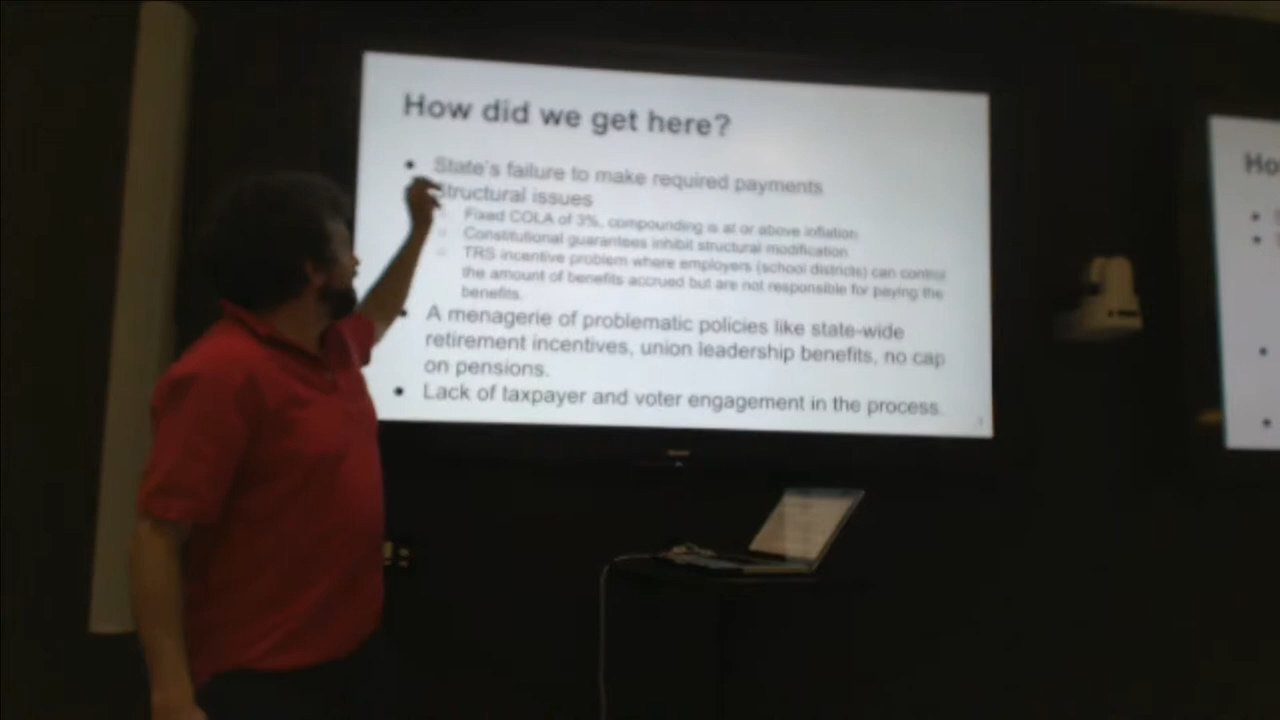 How did we get here?
State's failure to make required payments
Structural issues
Fixed COLA of 3%, compounding is at or above inflation
Constitutional guarantees inhibit structural modification
TRS incentive problem where employers (school districts) can control
the amount of benefits accrued but are not responsible for paying the
benefits.
A menagerie of problematic policies like state-wide
retirement incentives, union leadership benefits, no cap
on pensions.
Lack of taxpayer and voter engagement in the process.
Ho